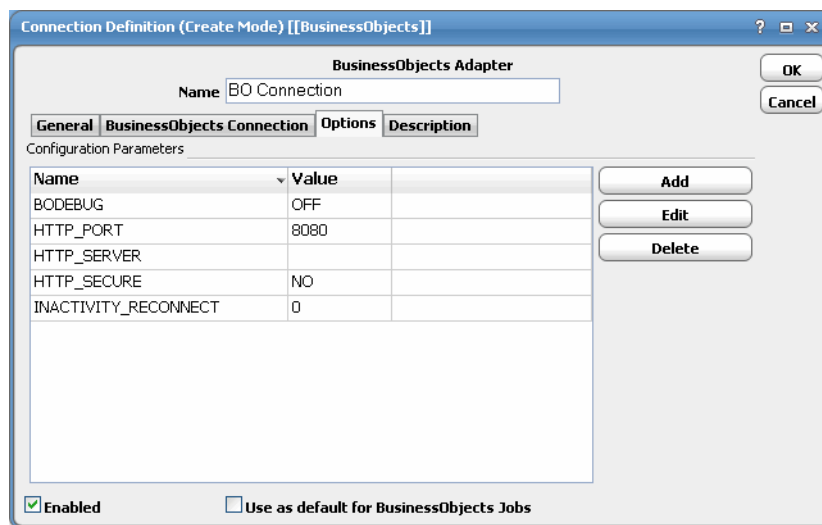 Connection Definition (Create Mode) [[BusinessObjects]] ?
BusinessObjects Adapter
Name BO Connection
OK
Cancel
General BusinessObjects Connection Options Description
Configuration Parameters
Name Value
BODEBUG OFF
HTTP_PORT 8080
HTTP_SERVER
HTTP_SECURE NO
INACTIVITY_RECONNECT 0
Add
Edit
Delete
Enabled Use as default for BusinessObjects Jobs